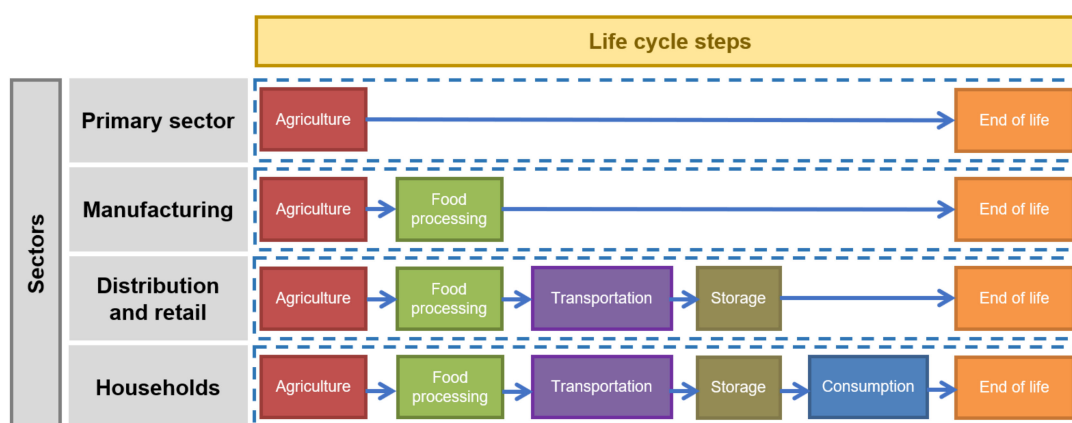 Life cycle steps
Sectors
Primary sector
Agriculture
End of life
Manufacturing
Agriculture
Food
processing
End of life
Distribution
and retail
Agriculture
Food
processing
Transportation
Storage
End of life
Households
Agriculture
Food
processing
Transportation
Storage
Consumption
End of life